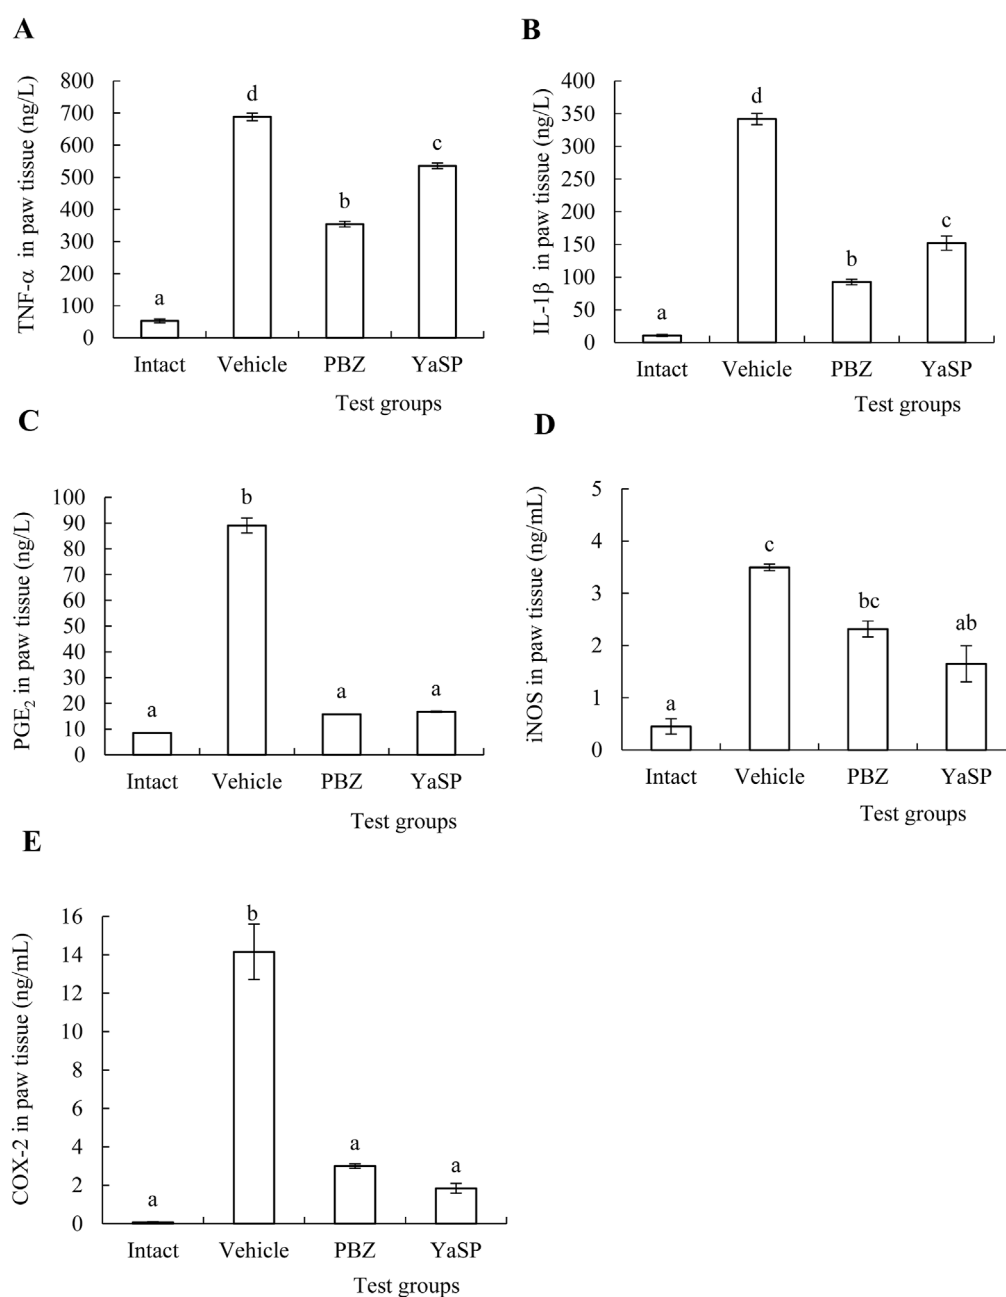 A
TNF-α in paw tissue (ng/L)
800
700
600
500
400
300
200
100
0
a
d
b
c
Intact Vehicle PBZ YaSP
Test groups
B
IL-1β in paw tissue (ng/L)
400
350
300
250
200
150
100
50
0
a
d
b
c
Intact Vehicle PBZ YaSP
Test groups
C
PGE₂ in paw tissue (ng/L)
100
90
80
70
60
50
40
30
20
10
0
a
b
a
a
Intact Vehicle PBZ YaSP
Test groups
D
iNOS in paw tissue (ng/mL)
5
4
3
2
1
0
a
c
bc
ab
Intact Vehicle PBZ YaSP
Test groups
E
COX-2 in paw tissue (ng/mL)
16
14
12
10
8
6
4
2
0
a
b
a
a
Intact Vehicle PBZ YaSP
Test groups